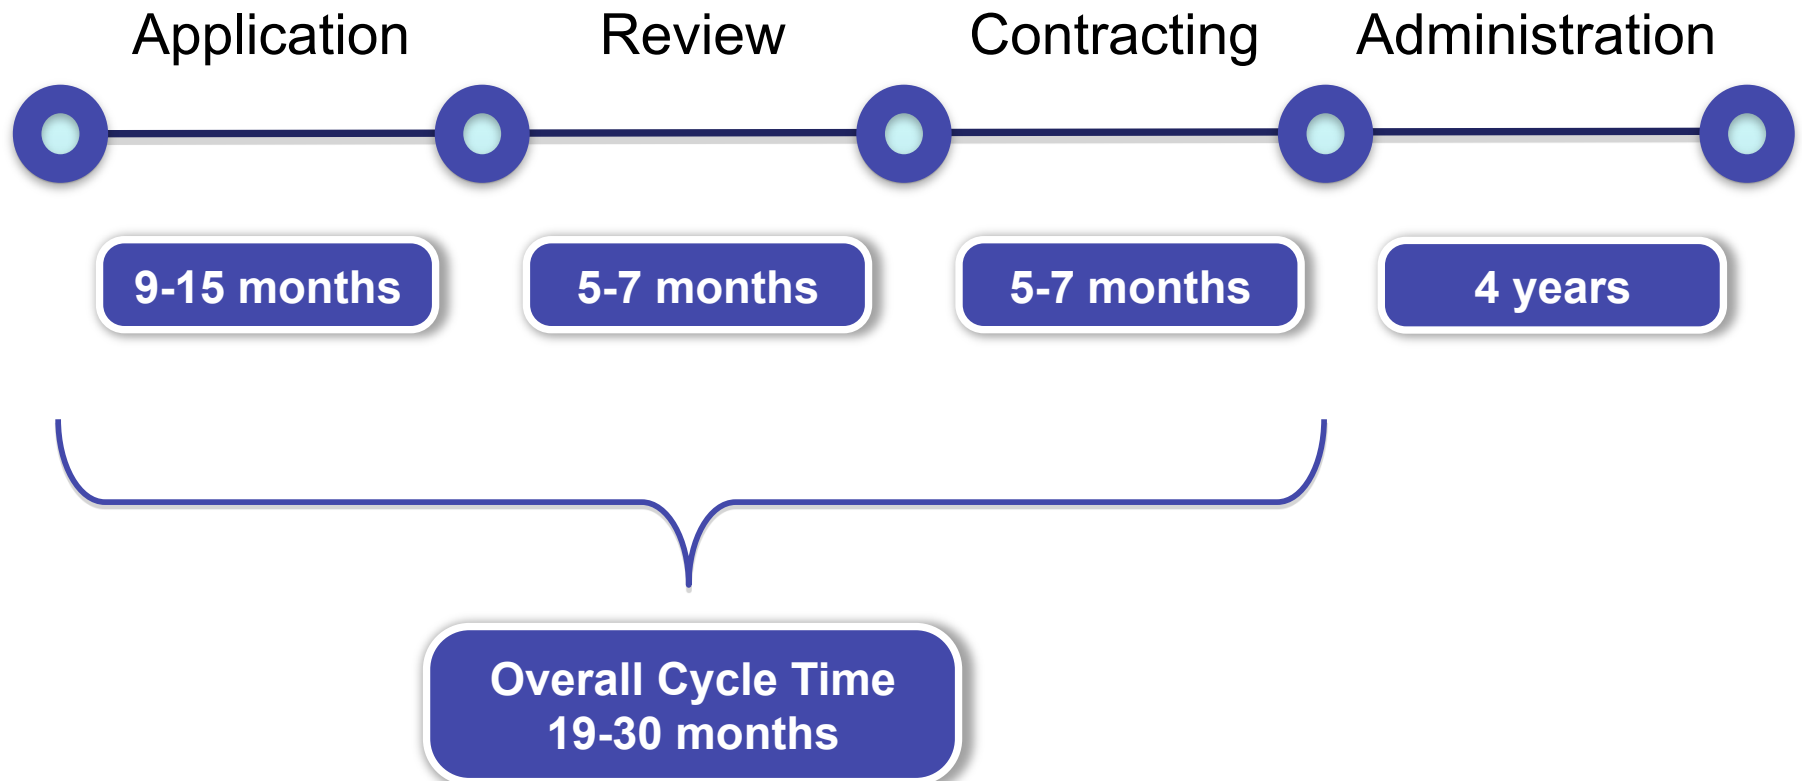 Application Review Contracting Administration
9-15 months 5-7 months 5-7 months 4 years
Overall Cycle Time
19-30 months